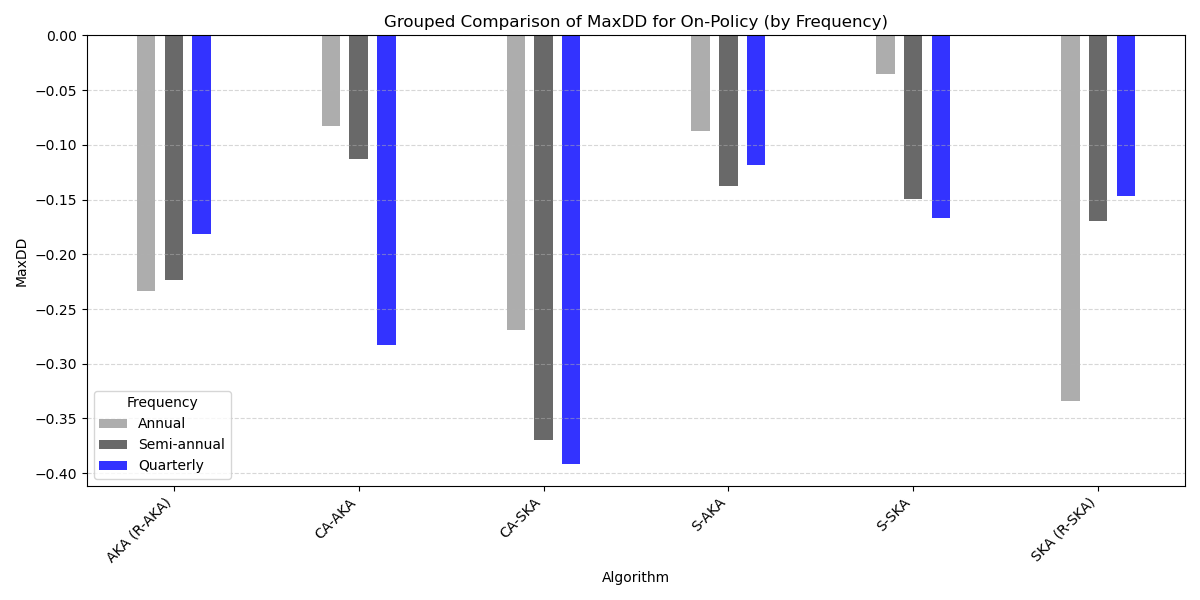 Grouped Comparison of MaxDD for On-Policy (by Frequency)
0.00
−0.05
−0.10
−0.15
−0.20
−0.25
−0.30
−0.35
−0.40
MaxDD
Frequency
Annual
Semi-annual
Quarterly
AKA (R-AKA)
CA-AKA
CA-SKA
S-AKA
S-SKA
SKA (R-SKA)
Algorithm